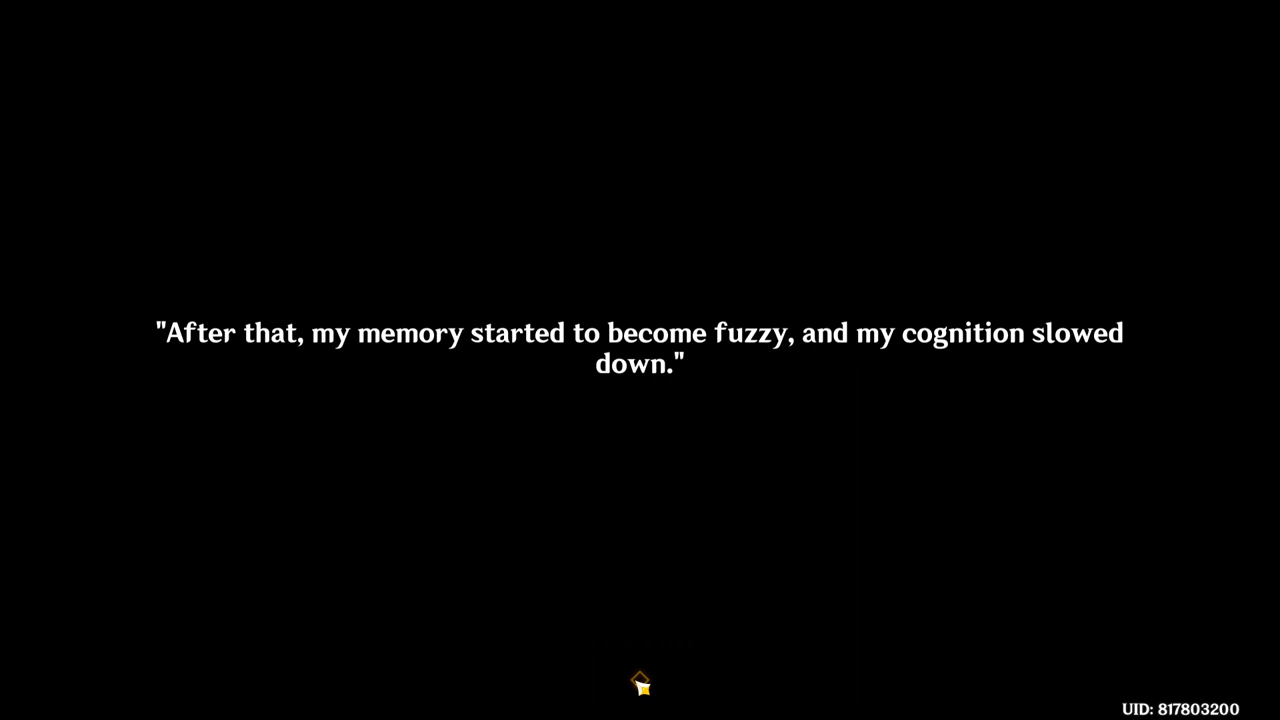 "After that, my memory started to become fuzzy, and my cognition slowed
down."
UID: 817803200